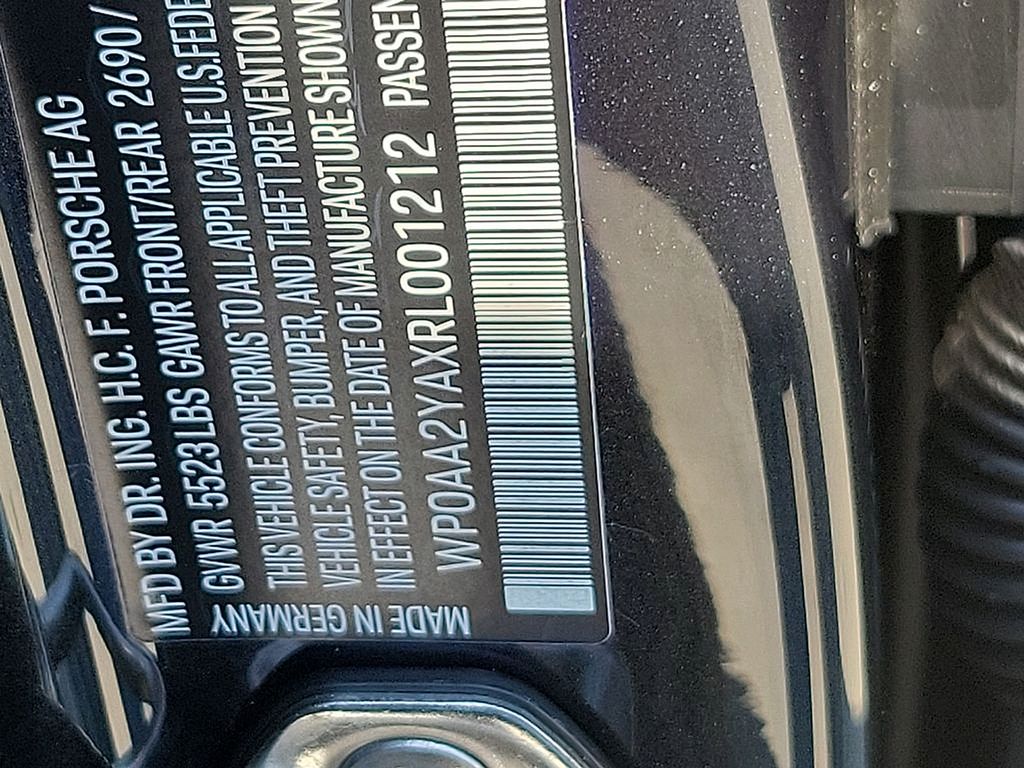 MFD BY DR. ING. H.C. F. PORSCHE AG
GVWR 5523 LBS GAWR FRONT/REAR 2690/
THIS VEHICLE CONFORMS TO ALL APPLICABLE U.S. FEDE
VEHICLE SAFETY, BUMPER, AND THEFT PREVENTION
IN EFFECT ON THE DATE OF MANUFACTURE SHOWN
WP0AA2YAXRL001212 PASSEN
MADE IN GERMANY